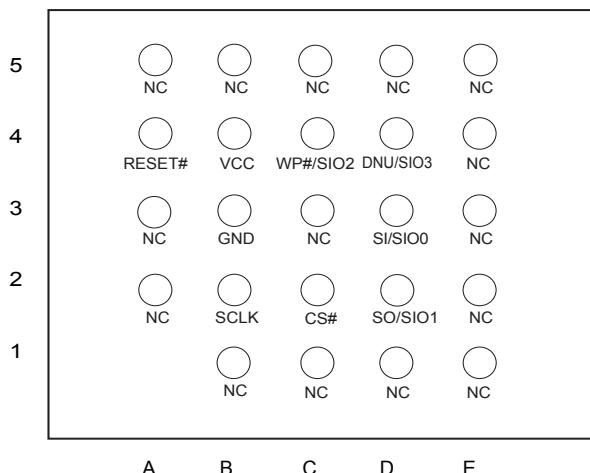 5
NC NC NC NC NC
4
RESET# VCC WP#/SIO2 DNU/SIO3 NC
3
NC GND NC SI/SIO0 NC
2
NC SCLK CS# SO/SIO1 NC
1
NC NC NC NC
A B C D E